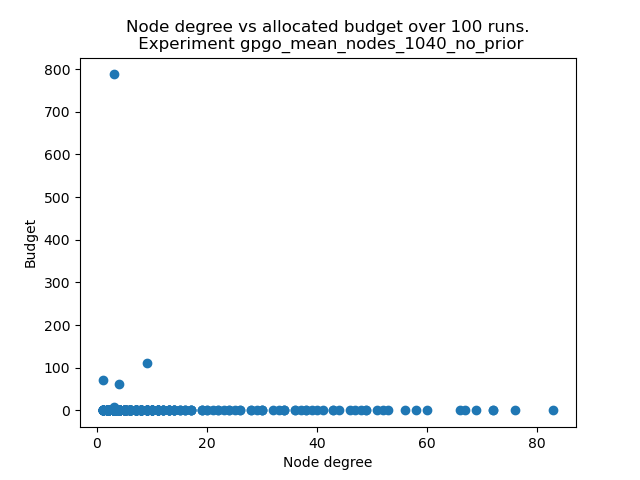 Node degree vs allocated budget over 100 runs.
Experiment gpgo_mean_nodes_1040_no_prior
800
700
600
500
400
300
200
100
0
Budget
0 20 40 60 80
Node degree